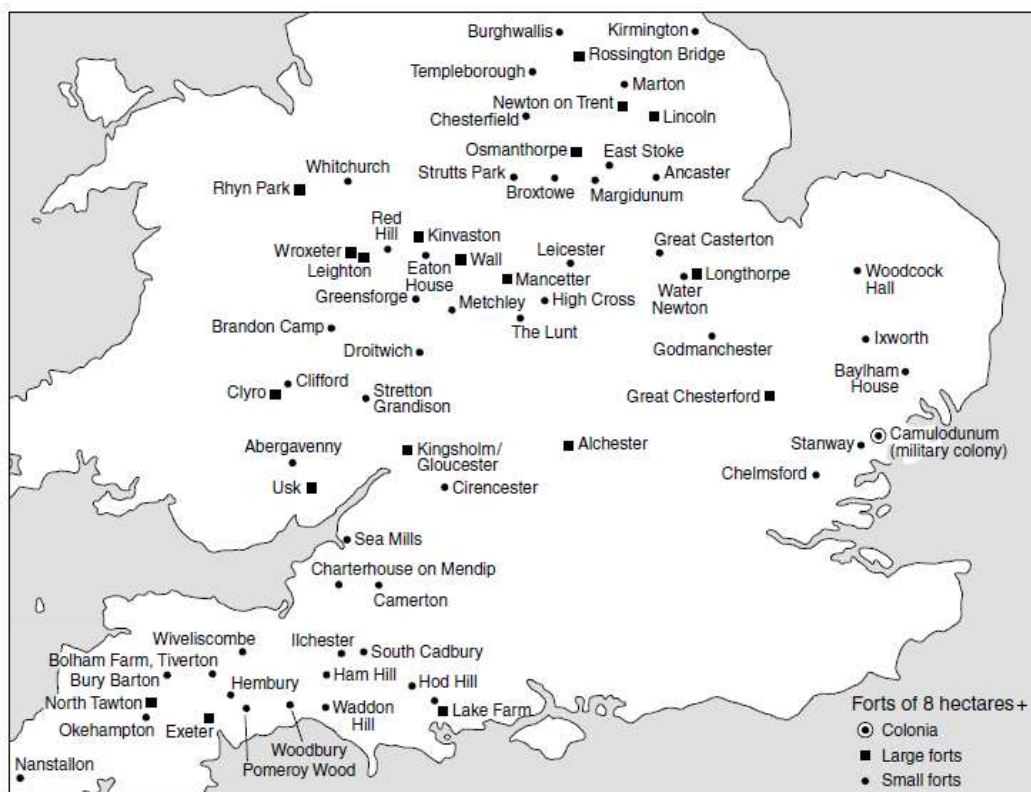 Burghwallis
Kirmington
Rossington Bridge
Templeborough
Marton
Newton on Trent
Chesterfield
Lincoln
Osmanthorpe
East Stoke
Whitchurch
Strutts Park
Ancaster
Rhyn Park
Broxtowe
Margidunum
Red
Hill
Kinvaston
Great Casterton
Wroxeter
Leicester
Leighton
Eaton
House
Wall
Mancetter
Longthorpe
Woodcock
Hall
Water
Newton
Greensforge
Metchley
High Cross
Brandon Camp
The Lunt
Ixworth
Droitwich
Godmanchester
Baylham
House
Clifford
Clyro
Stretton
Grandison
Great Chesterford
Abergavenny
Kingsholm/
Gloucester
Alchester
Stanway
Camulodunum
(military colony)
Chelmsford
Usk
Cirencester
Sea Mills
Charterhouse on Mendip
Camerton
Wiveliscombe
Ilchester
South Cadbury
Bolham Farm, Tiverton
Bury Barton
Hembury
Ham Hill
Hod Hill
North Tawton
Waddon
Hill
Lake Farm
Okehampton
Exeter
Woodbury
Pomeroy Wood
Nanstallon
Forts of 8 hectares+
Colonia
Large forts
Small forts